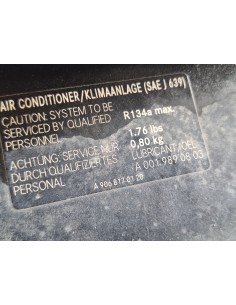 AIR CONDITIONER/KLIMAANLAGE (SAE J 639)
CAUTION: SYSTEM TO BE
SERVICED BY QUALIFIED
PERSONNEL
R134a max.
1,76 lbs
0,80 kg
ACHTUNG: SERVICE NUR
DURCH QUALIFIZIERTES
PERSONAL
LUBRICANT/OEL
A 001 989 08 03
A 906 817 01 20